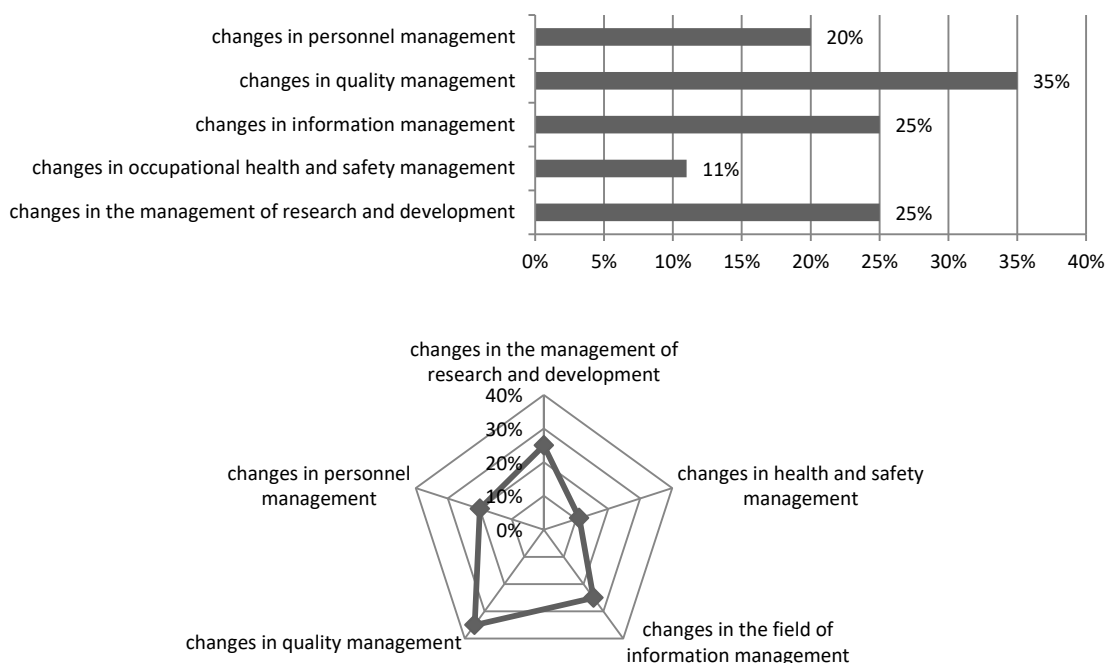 changes in personnel management
20%
changes in quality management
35%
changes in information management
25%
changes in occupational health and safety management
11%
changes in the management of research and development
25%
0% 5% 10% 15% 20% 25% 30% 35% 40%
changes in the management of
research and development
40%
30%
20%
10%
0%
changes in personnel
management
changes in health and safety
management
changes in quality management
changes in the field of
information management